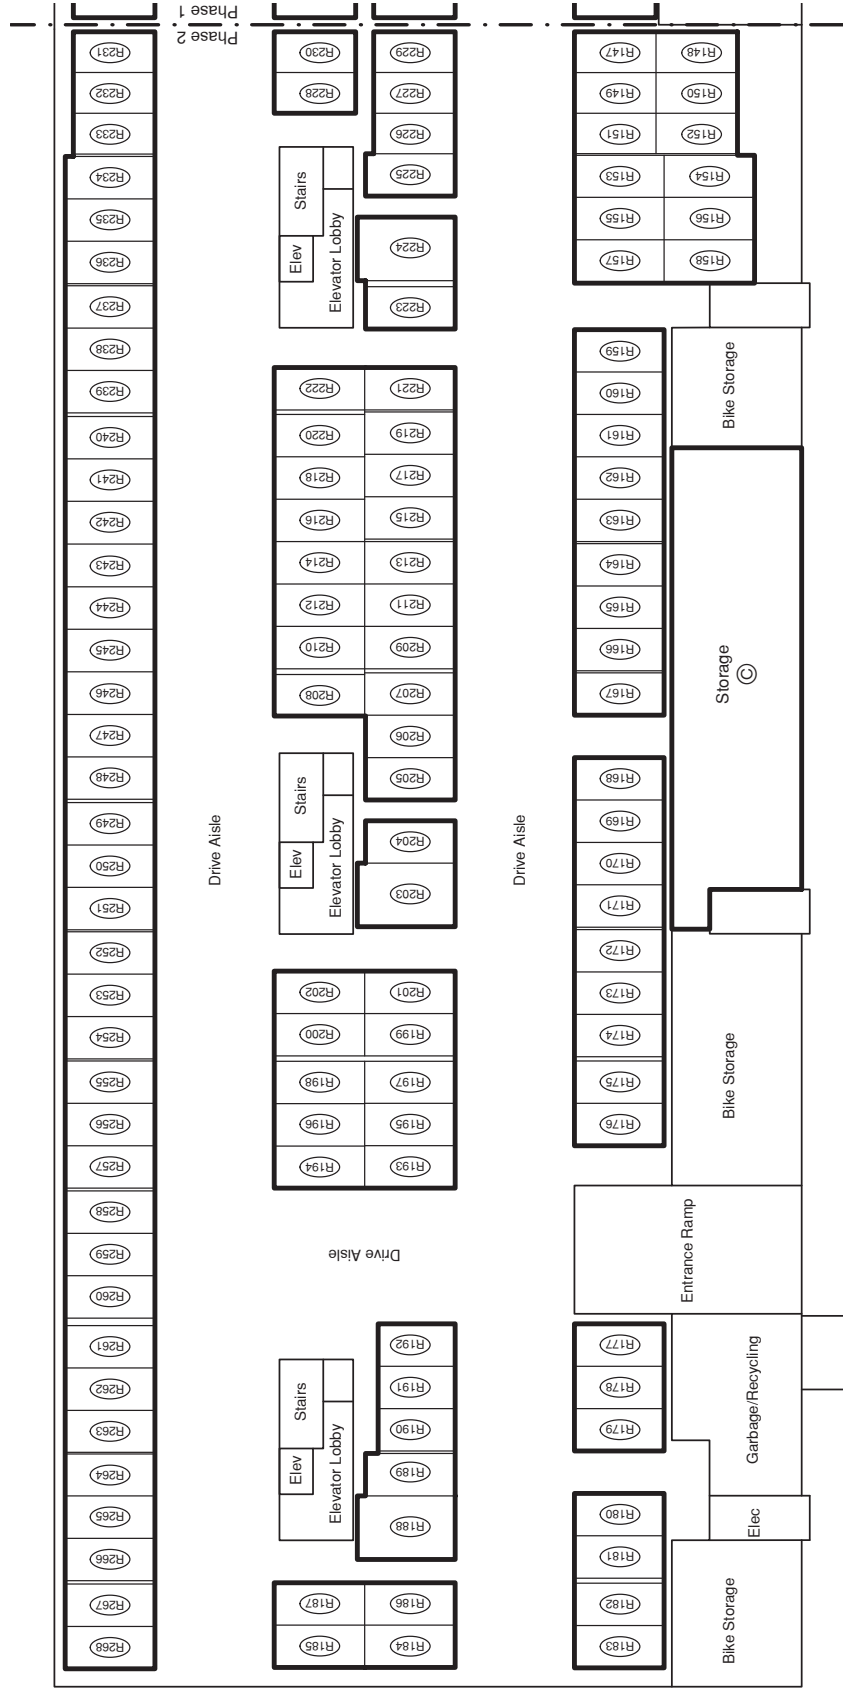 Phase 1
Phase 2
R231
R232
R233
R234
R235
R236
R237
R238
R239
R240
R241
R242
R243
R244
R245
R246
R247
R248
R249
R250
R251
R252
R253
R254
R255
R256
R257
R258
R259
R260
R261
R262
R263
R264
R265
R266
R267
R268
Drive Aisle
R230
R228
R229
R227
R226
R225
Stairs
Elev
Elevator Lobby
R224
R223
R222
R221
R220
R219
R218
R217
R216
R215
R214
R213
R212
R211
R210
R209
R208
R207
R206
R205
Stairs
Elev
Elevator Lobby
R204
R203
R202
R201
R200
R199
R198
R197
R196
R195
R194
R193
Drive Aisle
Stairs
Elev
Elevator Lobby
R192
R191
R190
R189
R188
R187
R186
R185
R184
Drive Aisle
R147
R148
R149
R150
R151
R152
R153
R154
R155
R156
R157
R158
R159
R160
R161
R162
R163
R164
R165
R166
R167
R168
R169
R170
R171
R172
R173
R174
R175
R176
R177
R178
R179
R180
R181
R182
R183
Bike Storage
Storage
C
Bike Storage
Entrance Ramp
Garbage/Recycling
Elec
Bike Storage